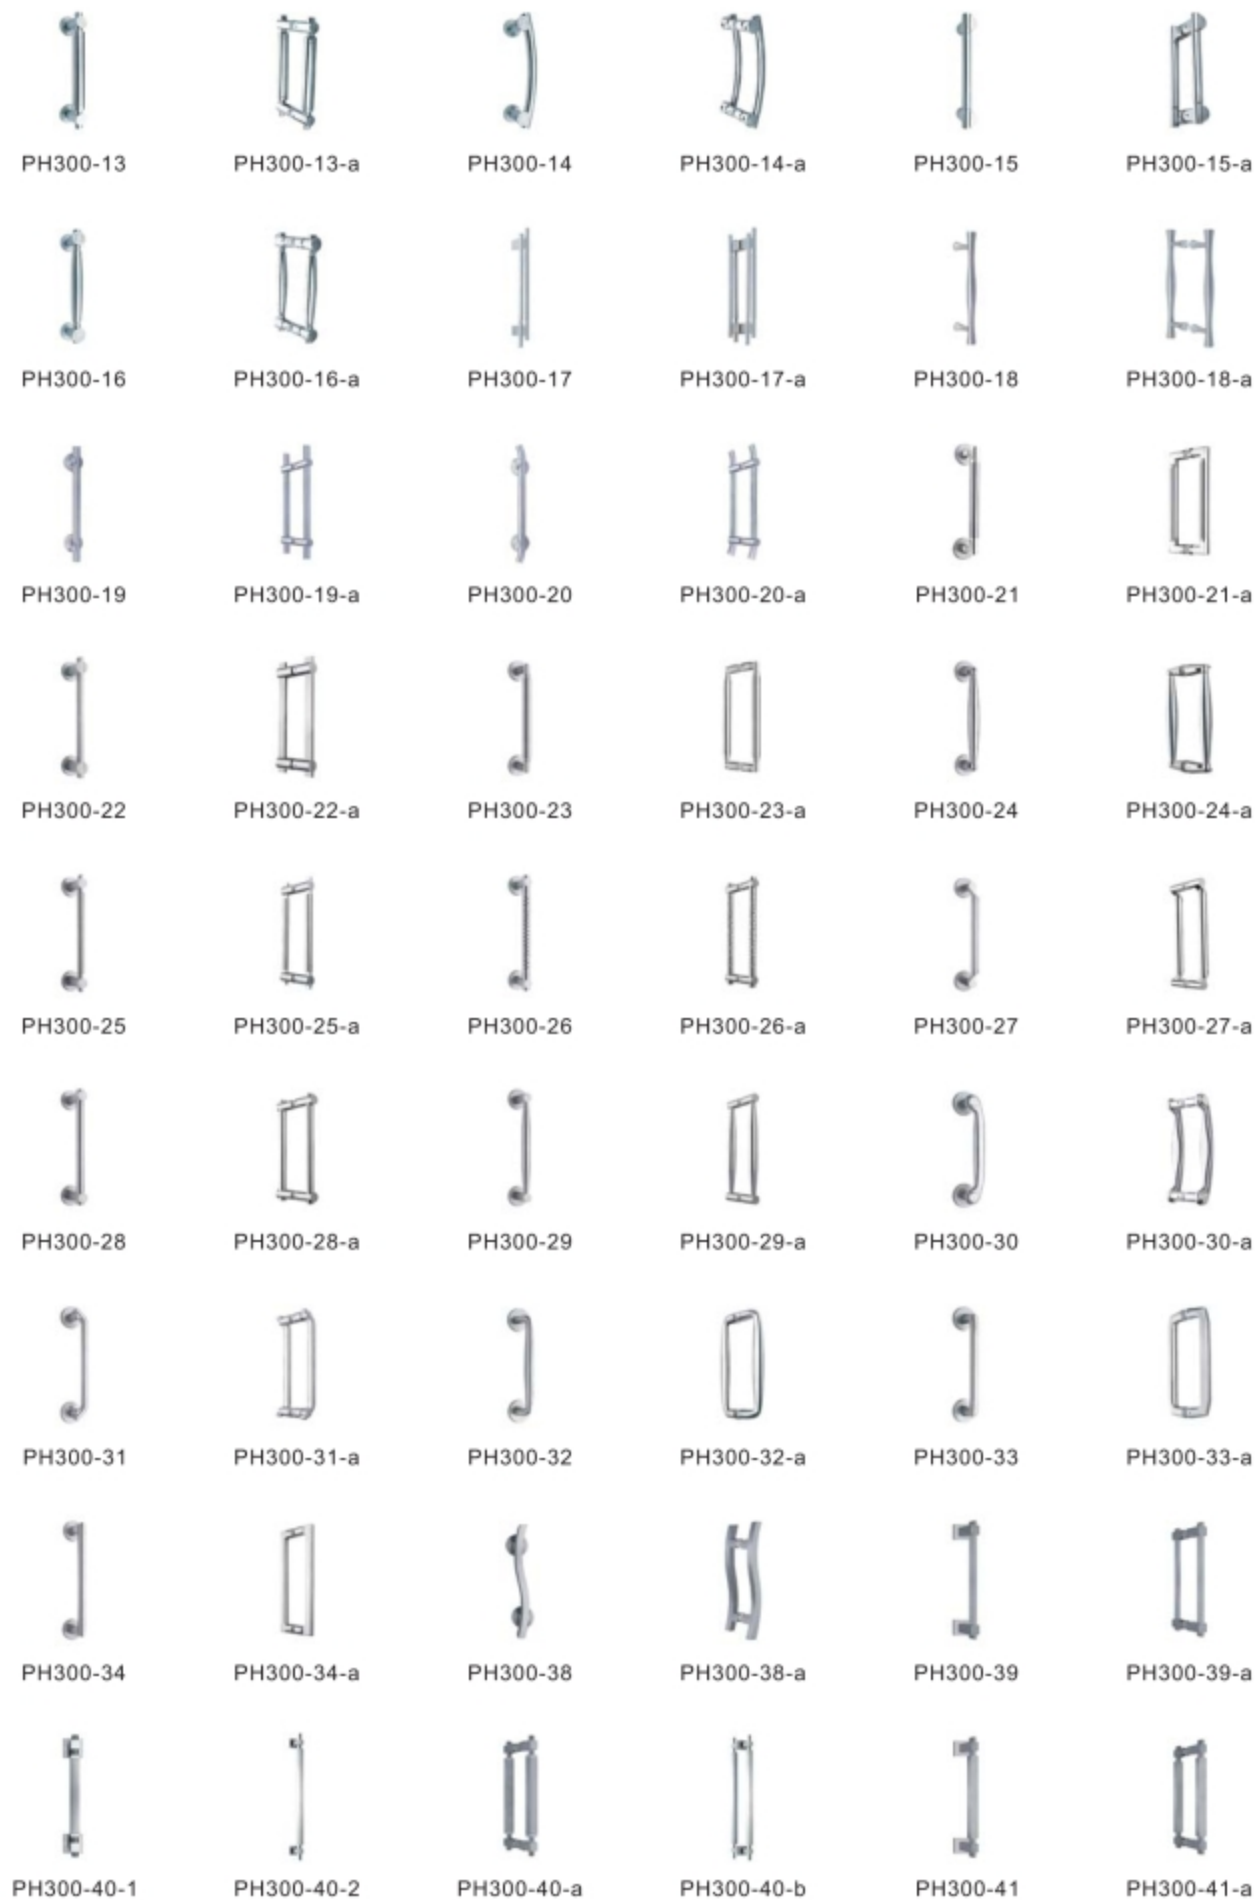 PH300-13 PH300-13-a PH300-14 PH300-14-a PH300-15 PH300-15-a
PH300-16 PH300-16-a PH300-17 PH300-17-a PH300-18 PH300-18-a
PH300-19 PH300-19-a PH300-20 PH300-20-a PH300-21 PH300-21-a
PH300-22 PH300-22-a PH300-23 PH300-23-a PH300-24 PH300-24-a
PH300-25 PH300-25-a PH300-26 PH300-26-a PH300-27 PH300-27-a
PH300-28 PH300-28-a PH300-29 PH300-29-a PH300-30 PH300-30-a
PH300-31 PH300-31-a PH300-32 PH300-32-a PH300-33 PH300-33-a
PH300-34 PH300-34-a PH300-38 PH300-38-a PH300-39 PH300-39-a
PH300-40-1 PH300-40-2 PH300-40-a PH300-40-b PH300-41 PH300-41-a